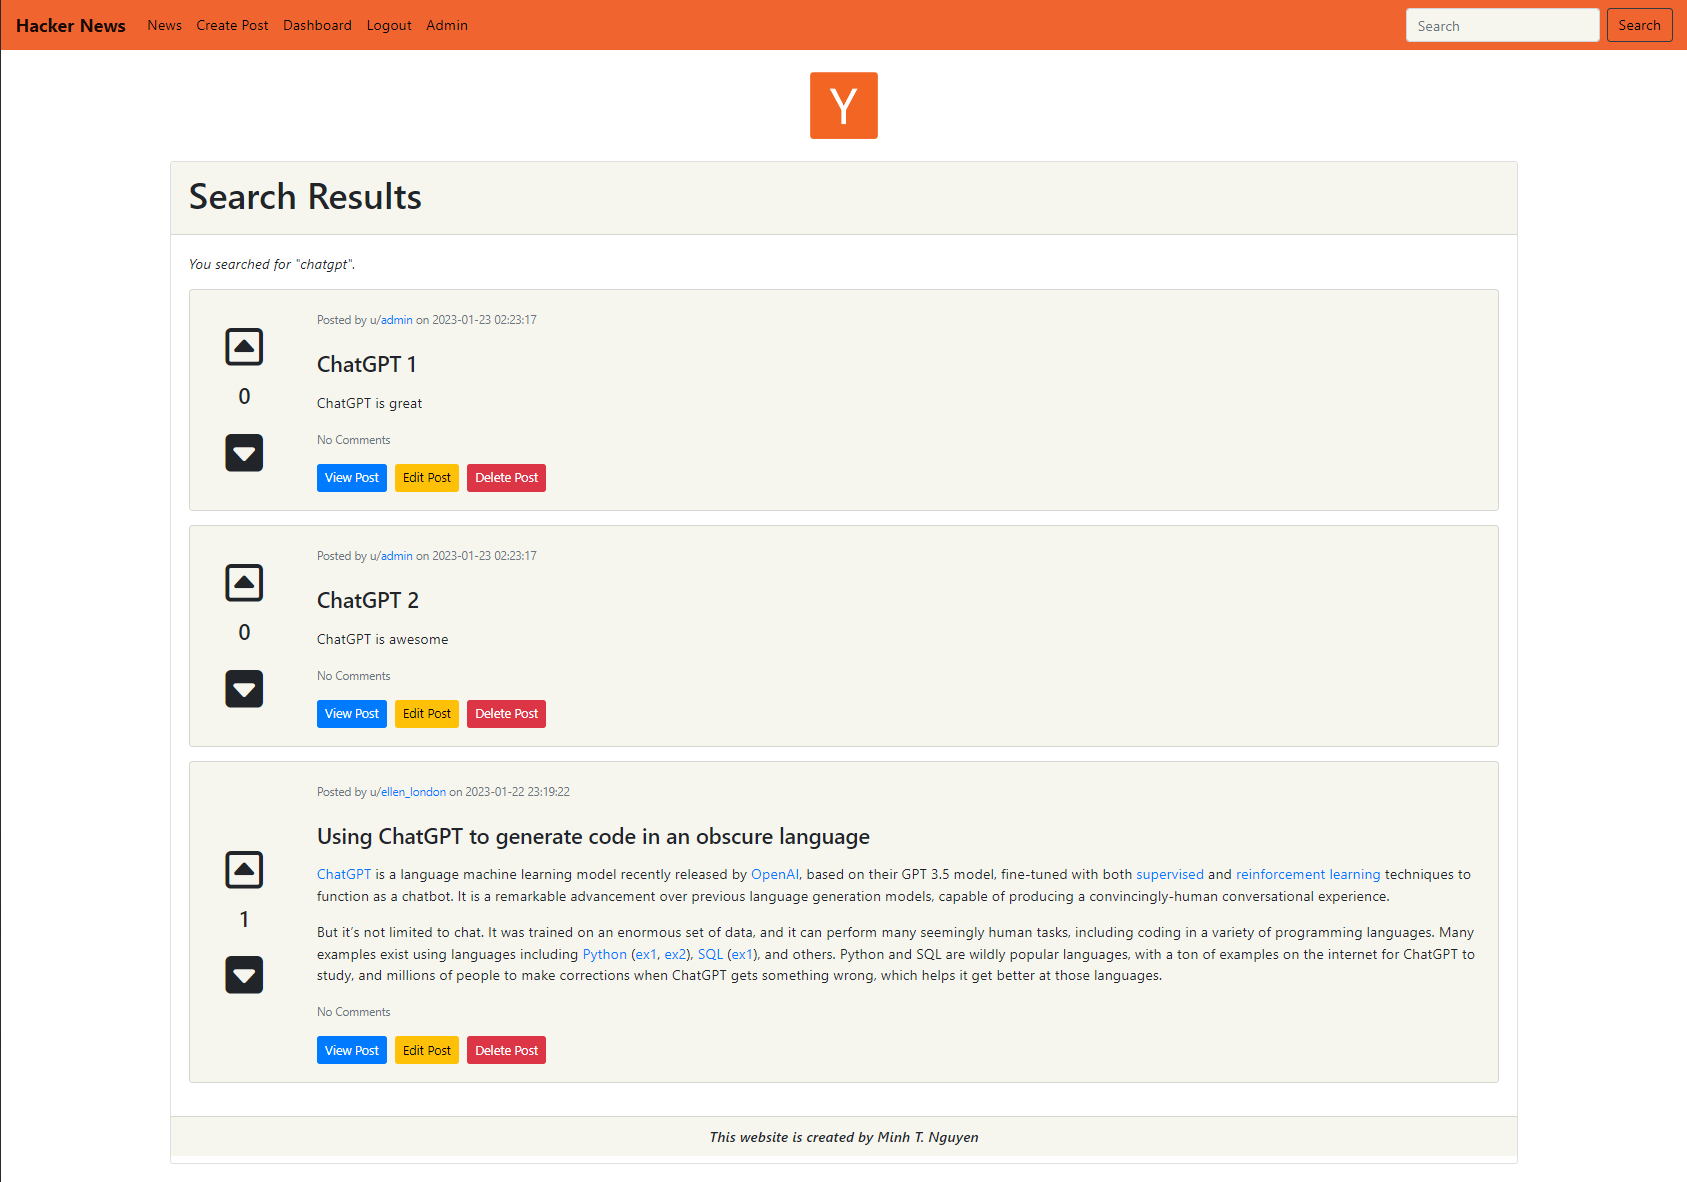 Hacker News News Create Post Dashboard Logout Admin Search Search
Y
Search Results
You searched for "chatgpt".
Posted by u/admin on 2023-01-23 02:23:17
ChatGPT 1
0
ChatGPT is great
No Comments
View Post Edit Post Delete Post
Posted by u/admin on 2023-01-23 02:23:17
ChatGPT 2
0
ChatGPT is awesome
No Comments
View Post Edit Post Delete Post
Posted by u/ellen_london on 2023-01-22 23:19:22
Using ChatGPT to generate code in an obscure language
ChatGPT is a language machine learning model recently released by OpenAI, based on their GPT 3.5 model, fine-tuned with both supervised and reinforcement learning techniques to
function as a chatbot. It is a remarkable advancement over previous language generation models, capable of producing a convincingly-human conversational experience.
1
But it’s not limited to chat. It was trained on an enormous set of data, and it can perform many seemingly human tasks, including coding in a variety of programming languages. Many
examples exist using languages including Python (ex1, ex2), SQL (ex1), and others. Python and SQL are wildly popular languages, with a ton of examples on the internet for ChatGPT to
study, and millions of people to make corrections when ChatGPT gets something wrong, which helps it get better at those languages.
No Comments
View Post Edit Post Delete Post
This website is created by Minh T. Nguyen